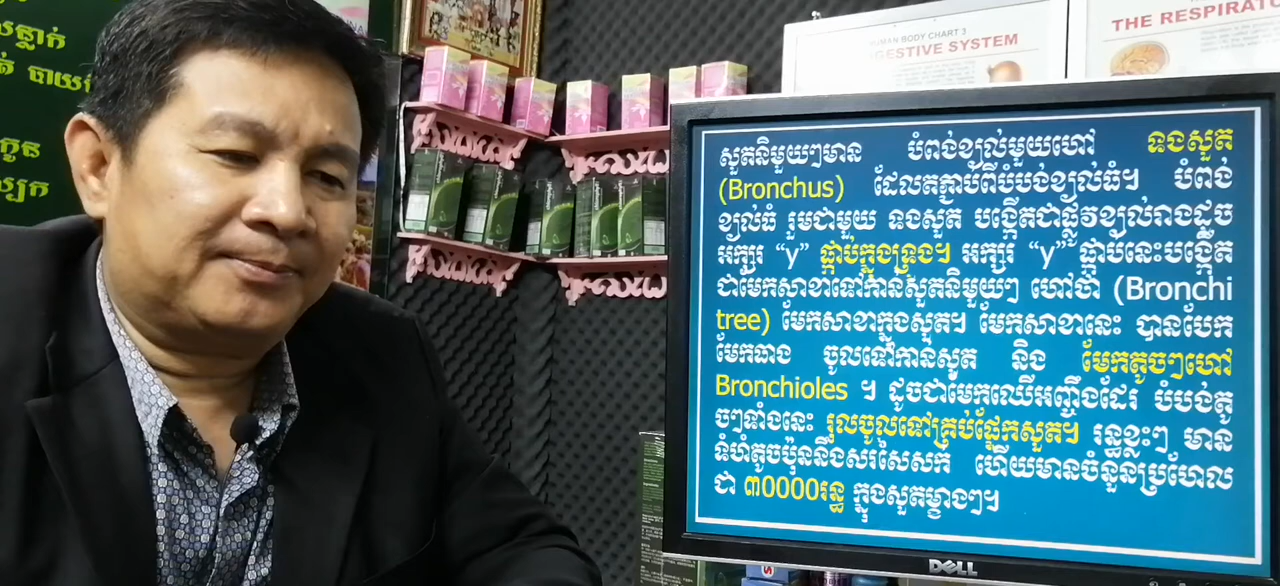 សួតនិមួយៗមាន បំពង់ខ្យល់មួយហៅ ទងសួត
(Bronchus) ដែលតភ្ជាប់ពីបំបង់ខ្យល់ធំ។ បំពង់
ខ្យល់ធំ រួមជាមួយ ទងសួត បង្កើតជាផ្លូវខ្យល់រាងដូច
អក្សរ “y” ផ្កាប់ក្នុងទ្រូង។ អក្សរ “y” ផ្កាប់នេះបង្កើត
ជាមែកសាខាទៅកាន់សួតនិមួយៗ ហៅថា (Bronchi
tree) មែកសាខាក្នុងសួត។ មែកសាខានេះ បានបែក
មែកធាង ចូលទៅកាន់សួត និង មែកតូចៗហៅ
Bronchioles ។ ដូចជាមែកឈើអញ្ចឹងដែរ បំបង់តូ
ចៗទាំងនេះ រុលចូលទៅគ្រប់ផ្នែកសួត។ រន្ធខ្លះៗ មាន
ទំហំតូចប៉ុននឹងសរសៃសក់ ហើយមានចំនួនប្រហែល
ជា ៣0000រន្ធ ក្នុងសួតម្ខាងៗ។
DELL
BODY CHART 3
SYSTEM
THE